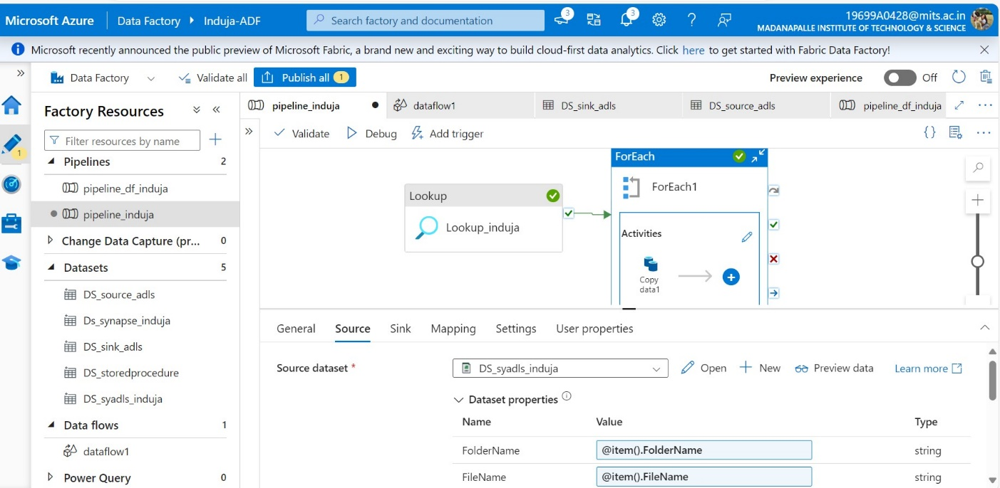 Microsoft Azure Data Factory Induja-ADF Search factory and documentation 3 3 19699A0428@mits.ac.in
MADANAPALLE INSTITUTE OF TECHNOLOGY & SCIENCE
Microsoft recently announced the public preview of Microsoft Fabric, a brand new and exciting way to build cloud-first data analytics. Click here to get started with Fabric Data Factory!
Data Factory Validate all Publish all 1 Preview experience Off
Factory Resources
pipeline_induja dataflow1 DS_sink_adls DS_source_adls pipeline_df_induja
Validate Debug Add trigger
Filter resources by name
1
Pipelines 2
pipeline_df_induja
pipeline_induja
Change Data Capture (pr... 0
Datasets 5
DS_source_adls
Ds_synapse_induja
DS_sink_adls
DS_storedprocedure
DS_syadls_induja
Data flows 1
dataflow1
Power Query 0
Lookup
Lookup_induja
ForEach
ForEach1
Activities
Copy
data1
General Source Sink Mapping Settings User properties
Source dataset * DS_syadls_induja Open New Preview data Learn more
Dataset properties
Name Value Type
FolderName @item().FolderName string
FileName @item().FileName string